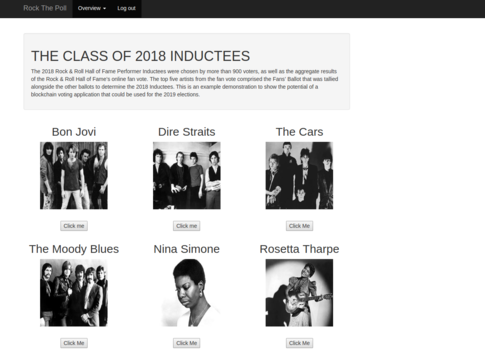 Rock The Poll Overview Log out
THE CLASS OF 2018 INDUCTEES
The 2018 Rock & Roll Hall of Fame Performer Inductees were chosen by more than 900 voters, as well as the aggregate results
of the Rock & Roll Hall of Fame's online fan vote. The top five artists from the fan vote comprised the Fans' Ballot that was tallied
alongside the other ballots to determine the 2018 Inductees. This is an example demonstration to show the potential of a
blockchain voting application that could be used for the 2019 elections.
Bon Jovi Dire Straits The Cars
Click me Click me Click Me
The Moody Blues Nina Simone Rosetta Tharpe
Click Me Click Me Click Me